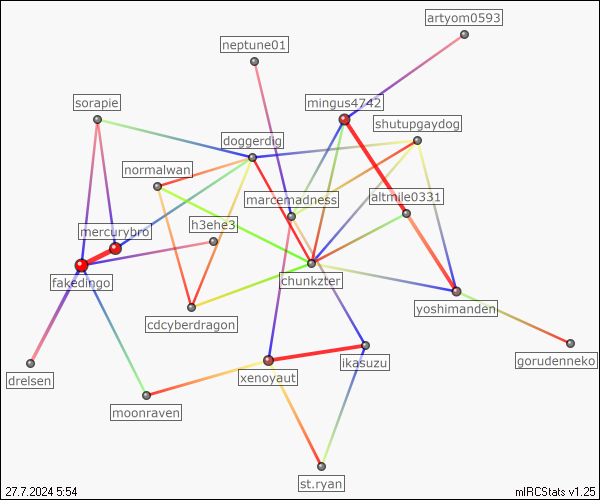 artyom0593
neptune01
sorapie
mingus4742
shutupgaydog
doggerdig
normalwan
altmile0331
marcemadness
h3ehe3
mercurybro
fakedingo
chunkzter
yoshimanden
cdcyberdragon
gorudenneko
ikasuzu
drelsen
xenoyaut
moonraven
st.ryan
27.7.2024 5:54
mIRCStats v1.25